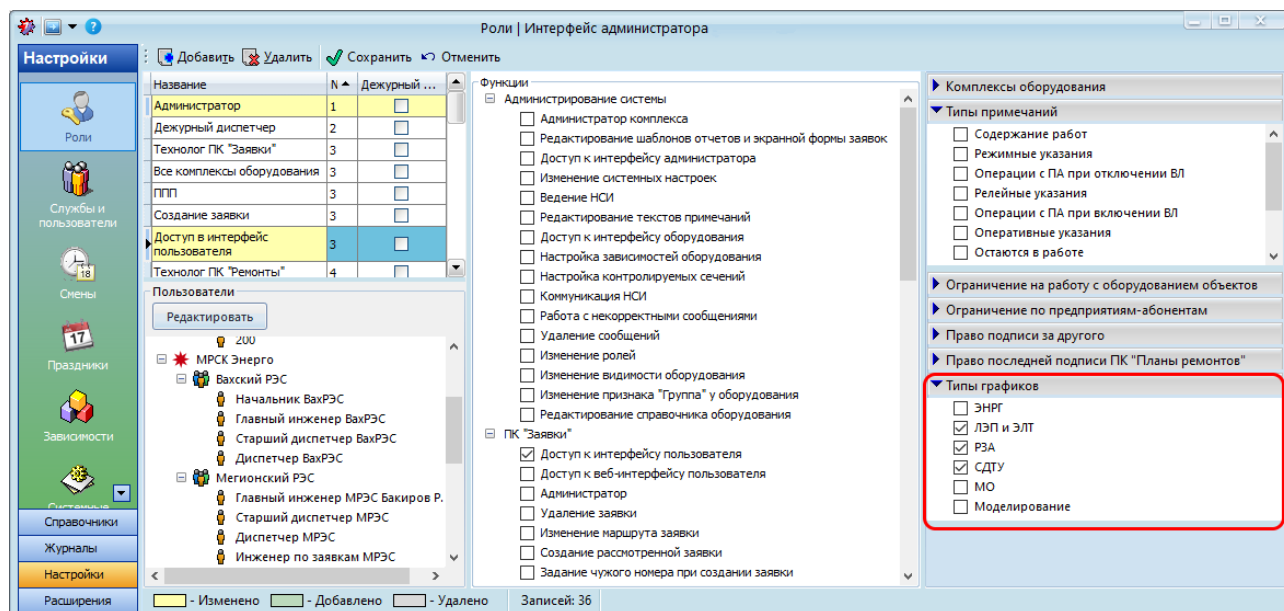 Роли | Интерфейс администратора
Настройки
Добавить
Удалить
Сохранить
Отменить
Роли
Службы и
пользователи
18
Смены
17
Праздники
Зависимости
Справочники
Журналы
Настройки
Расширения
Название N Дежурный ...
Администратор 1
Дежурный диспетчер 2
Технолог ПК "Заявки" 3
Все комплексы оборудования 3
ППП 3
Создание заявки 3
Доступ в интерфейс
пользователя 3
Технолог ПК "Ремонты" 4
Пользователи
Редактировать
200
МРСК Энерго
Вахский РЭС
Начальник ВахРЭС
Главный инженер ВахРЭС
Старший диспетчер ВахРЭС
Диспетчер ВахРЭС
Мегионский РЭС
Главный инженер МРЭС Бакиров Р.
Старший диспетчер МРЭС
Диспетчер МРЭС
Инженер по заявкам МРЭС
Функции
Администрирование системы
Администратор комплекса
Редактирование шаблонов отчетов и экранной формы заявок
Доступ к интерфейсу администратора
Изменение системных настроек
Ведение НСИ
Редактирование текстов примечаний
Доступ к интерфейсу оборудования
Настройка зависимостей оборудования
Настройка контролируемых сечений
Коммуникация НСИ
Работа с некорректными сообщениями
Удаление сообщений
Изменение ролей
Изменение видимости оборудования
Изменение признака "Группа" у оборудования
Редактирование справочника оборудования
ПК "Заявки"
Доступ к интерфейсу пользователя
Доступ к веб-интерфейсу пользователя
Администратор
Удаление заявки
Изменение маршрута заявки
Создание рассмотренной заявки
Задание чужого номера при создании заявки
Комплексы оборудования
Типы примечаний
Содержание работ
Режимные указания
Операции с ПА при отключении ВЛ
Релейные указания
Операции с ПА при включении ВЛ
Оперативные указания
Остаются в работе
Ограничение на работу с оборудованием объектов
Ограничение по предприятиям-абонентам
Право подписи за другого
Право последней подписи ПК "Планы ремонтов"
Типы графиков
ЭНРГ
ЛЭП и ЭЛТ
РЗА
СДТУ
МО
Моделирование
- Изменено - Добавлено - Удалено Записей: 36